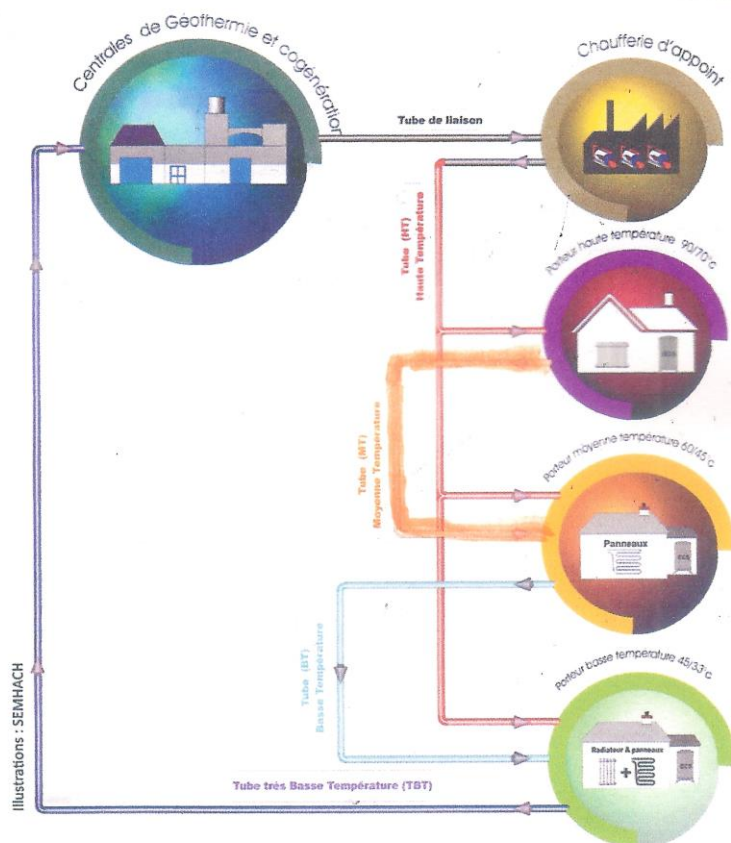 Centrales de Géothermie et cogénération
Chaufferie d'appoint
Tube de liaison
Tube (HT)
Haute Température
Porteur haute température 90/70°c
Tube (MT)
Moyenne Température
Porteur moyenne température 60/45°c
Panneaux
Tube (BT)
Basse Température
Porteur basse température 45/33°c
Radiateur & panneaux
+
Tube très Basse Température (TBT)
Illustrations : SEMHACH